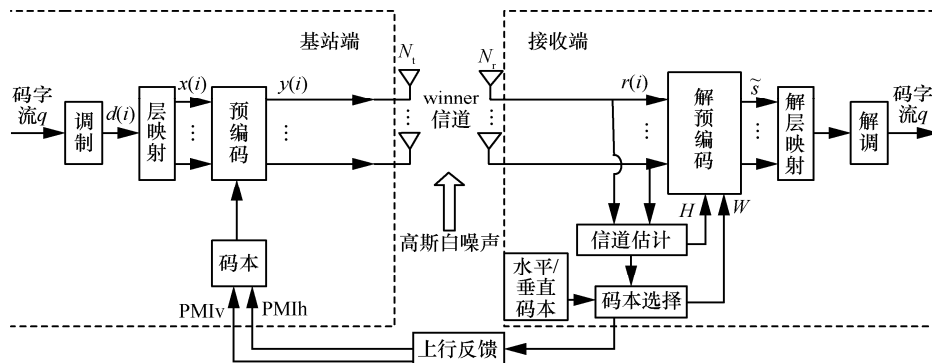 基站端
接收端
码字
流q
调制
d(i)
层映射
x(i)
预编码
y(i)
Nt
winner
信道
Nr
r(i)
解预编码
s̃
解层映射
解调
码字
流q
高斯白噪声
H
W
信道估计
码本
水平/
垂直
码本
码本选择
PMIv
PMIh
上行反馈